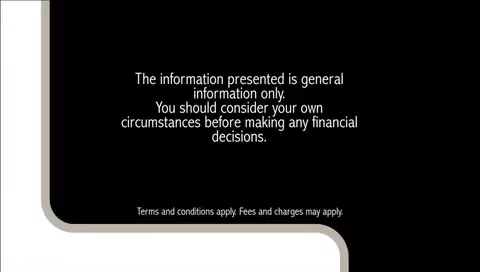 The information presented is general
information only.
You should consider your own
circumstances before making any financial
decisions.
Terms and conditions apply. Fees and charges may apply.